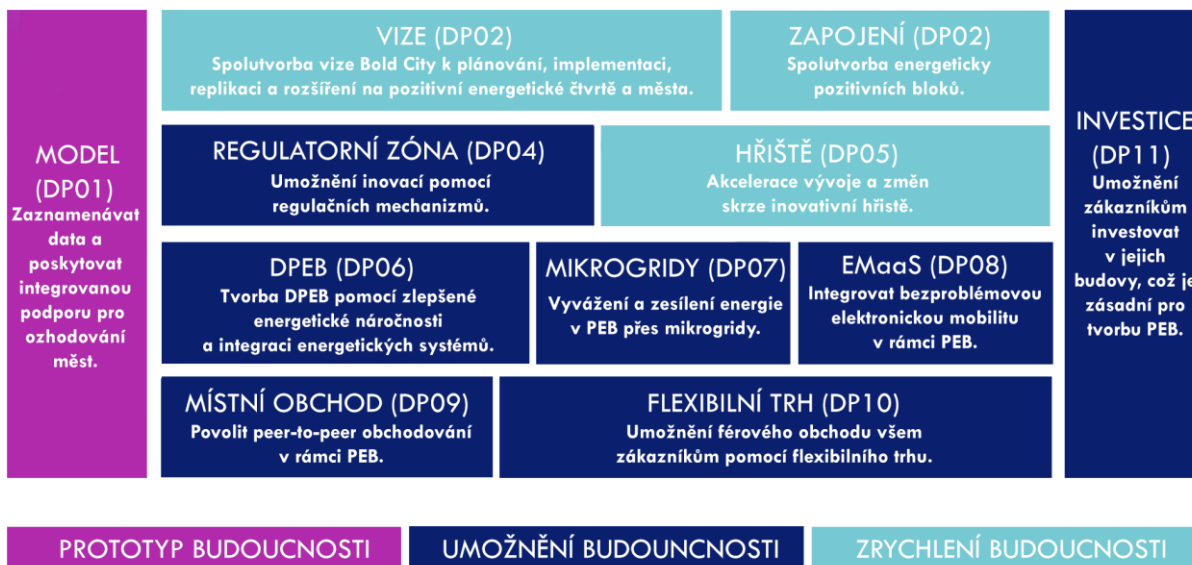 MODEL
(DP01)
Zaznamenávat
data a
poskytovat
integrovanou
podporu pro
ozhodování
měst.
VIZE (DP02)
Spolutvorba vize Bold City k plánování, implementaci,
replikaci a rozšíření na pozitivní energetické čtvrtě a města.
ZAPOJENÍ (DP02)
Spolutvorba energeticky
pozitivních bloků.
REGULATORNÍ ZÓNA (DP04)
Umožnění inovací pomocí
regulačních mechanizmů.
HŘIŠTĚ (DP05)
Akcelerace vývoje a změn
skrze inovativní hřistě.
DPEB (DP06)
Tvorba DPEB pomocí zlepšené
energetické náročnosti
a integraci energetických systémů.
MIKROGRIDY (DP07)
Vyvážení a zesílení energie
v PEB přes mikrogridy.
EMaaS (DP08)
Integrovat bezproblémovou
elektronickou mobilitu
v rámci PEB.
MÍSTNÍ OBCHOD (DP09)
Povolit peer-to-peer obchodování
v rámci PEB.
FLEXIBILNÍ TRH (DP10)
Umožnění férového obchodu všem
zákazníkům pomocí flexibilního trhu.
INVESTICE
(DP11)
Umožnění
zákazníkům
investovat
v jejich
budovy, což je
zásadní pro
tvorbu PEB.
PROTOTYP BUDOUCNOSTI
UMOŽNĚNÍ BUDOUNCNOSTI
ZRYCHLENÍ BUDOUCNOSTI